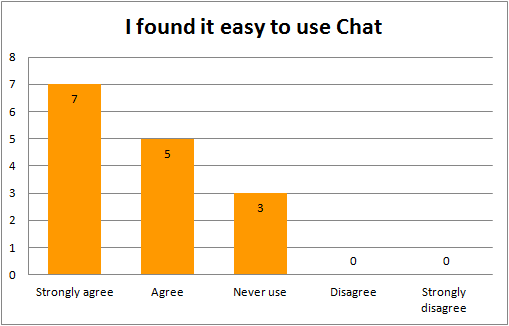 I found it easy to use Chat
8
7
6
5
4
3
2
1
0
7
5
3
0
0
Strongly agree
Agree
Never use
Disagree
Strongly
disagree